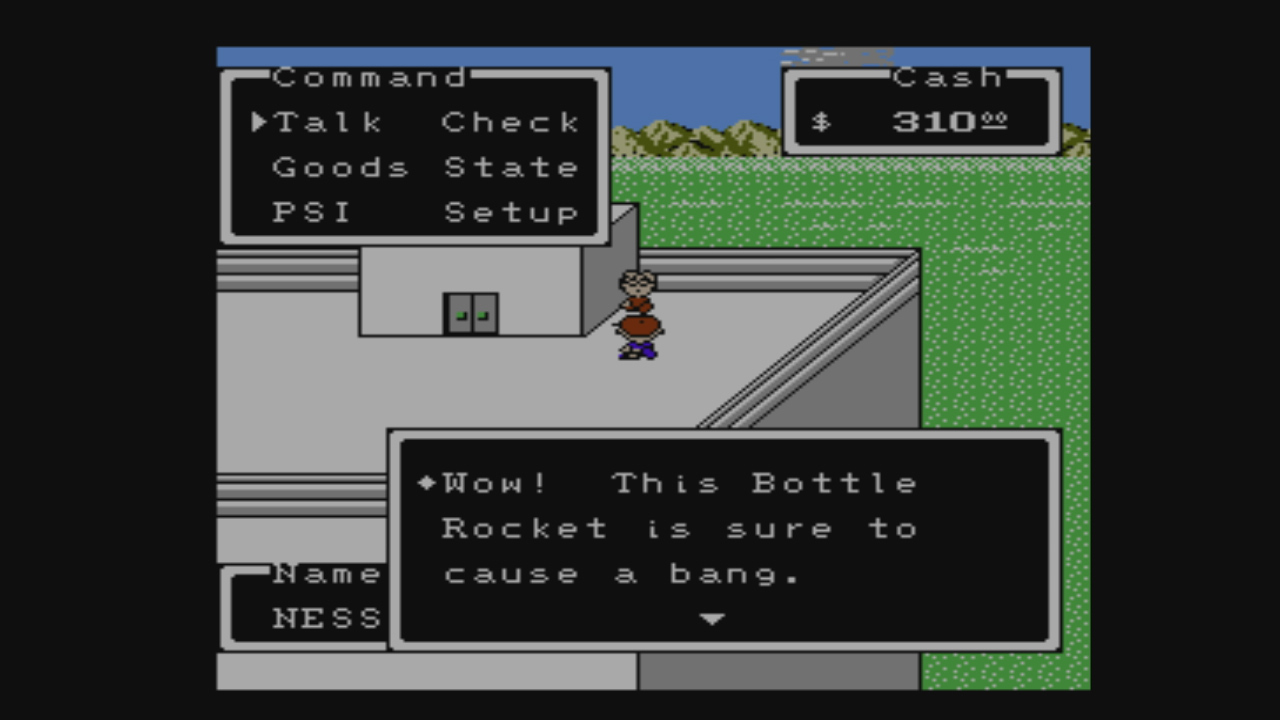 Command
▶Talk Check
Goods State
PSI Setup
Cash
$ 310.00
◆Wow! This Bottle
Rocket is sure to
cause a bang.
▼
Name
NESS